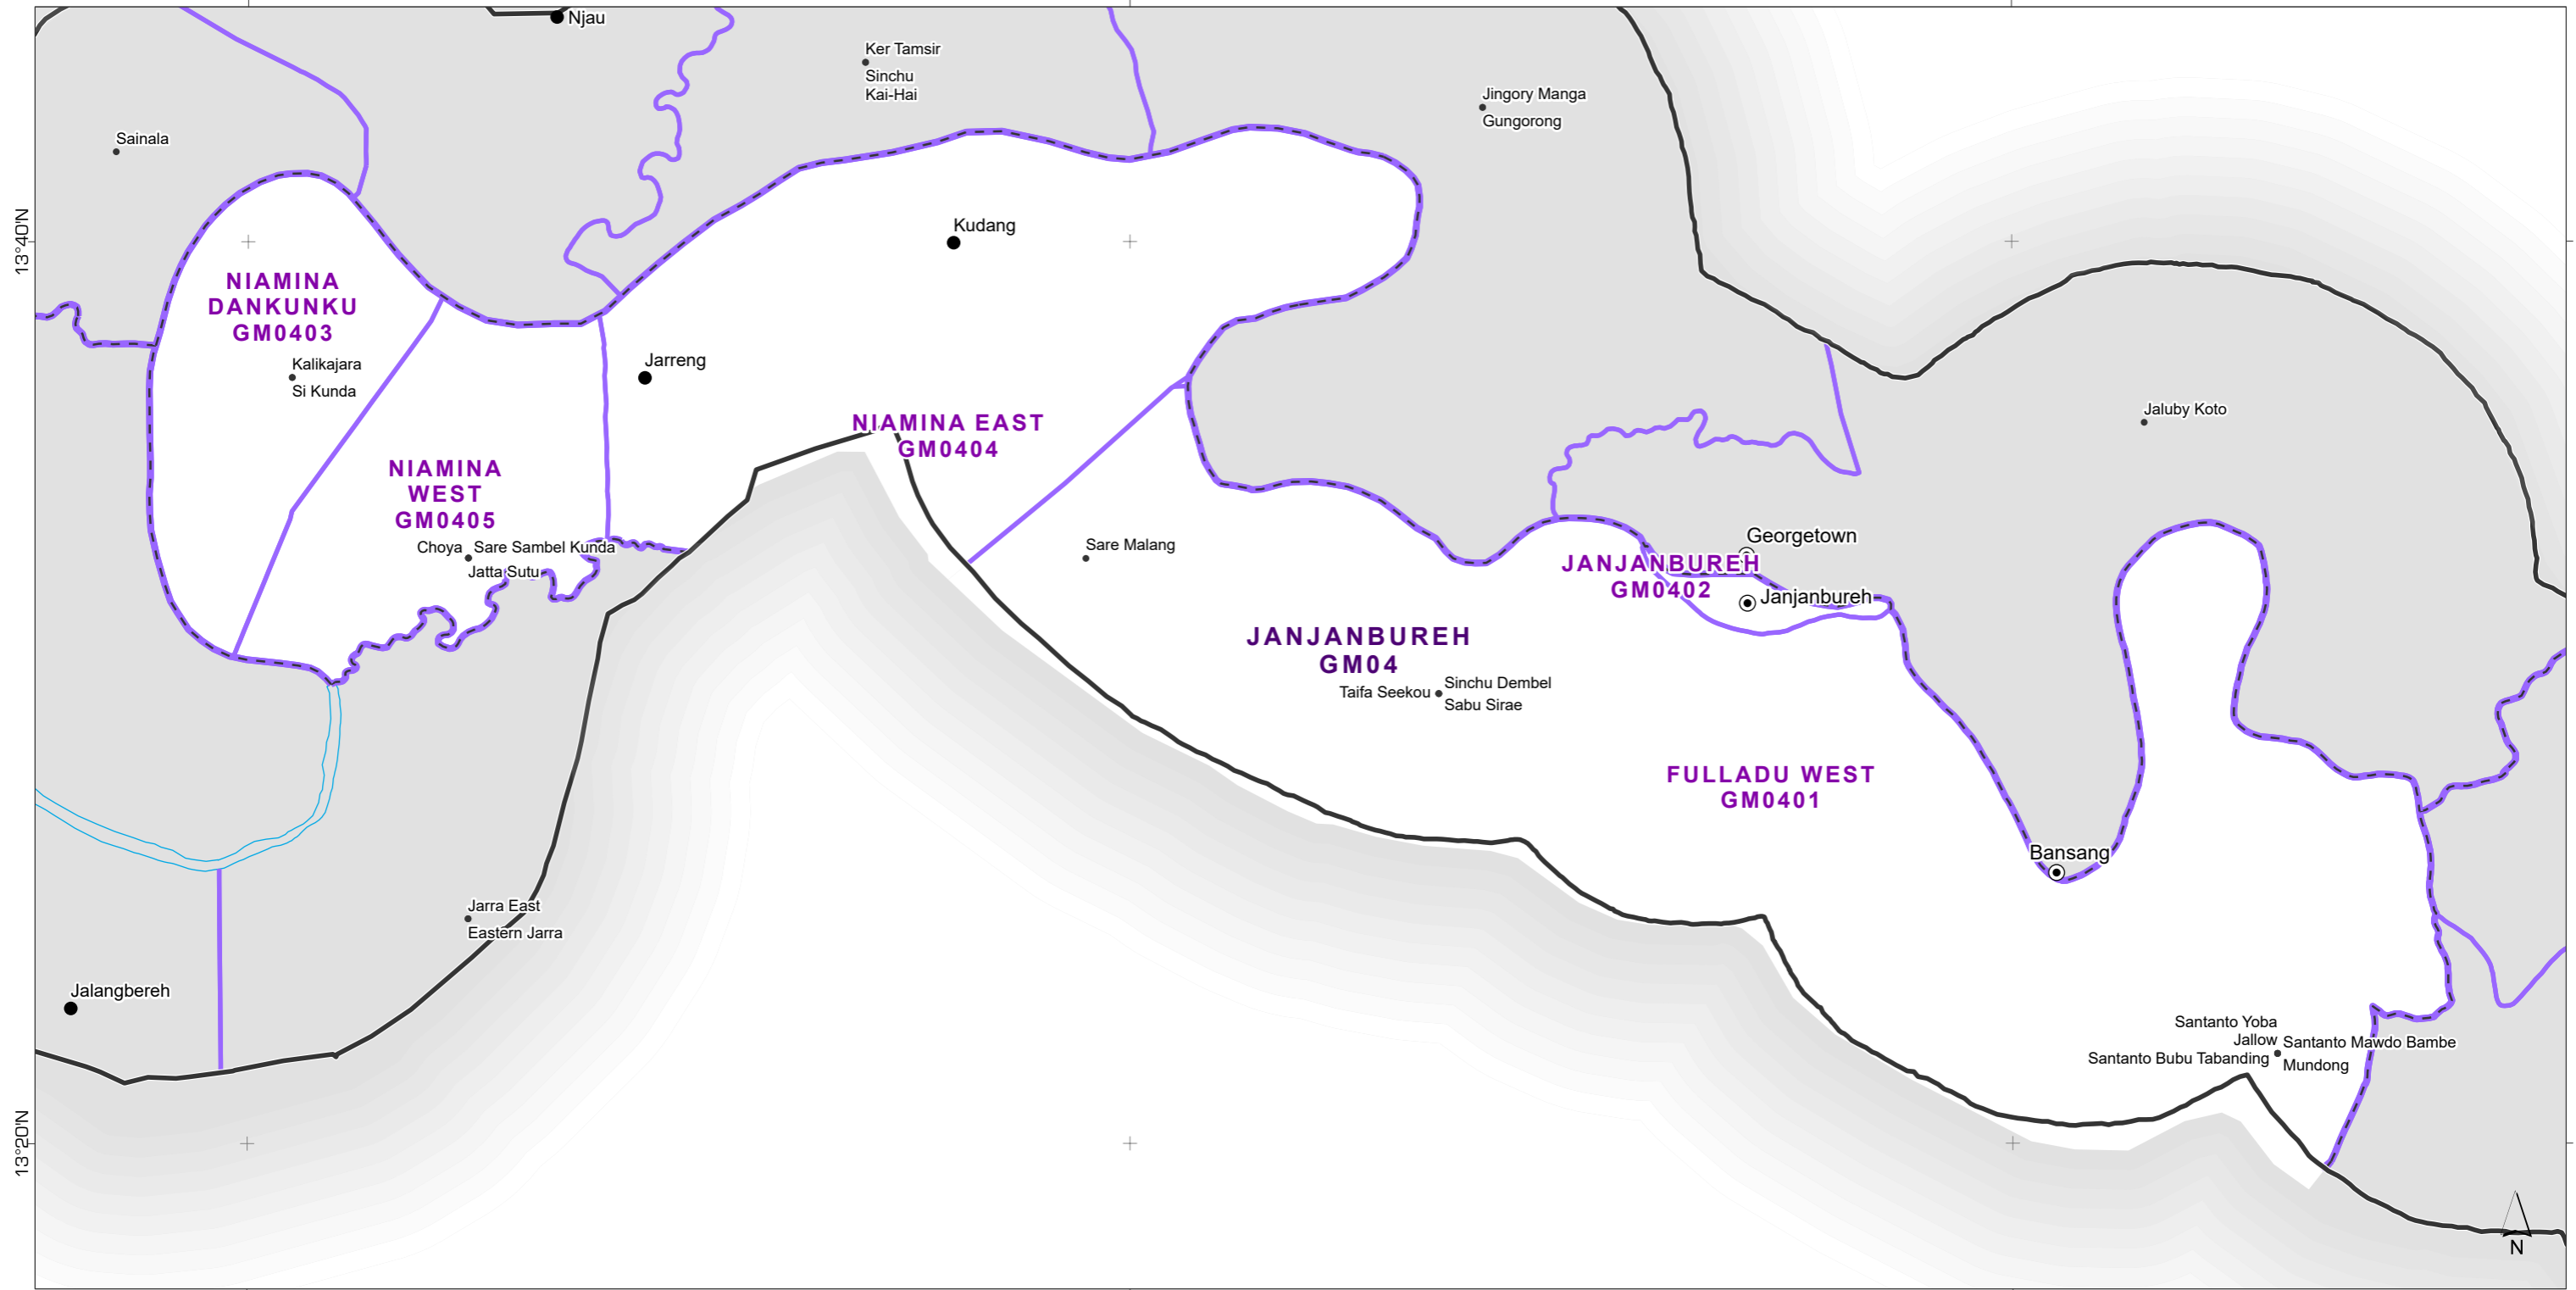 Njau
Ker Tamsir
Sinchu
Kai-Hai
Jingory Manga
Gungorong
Sainala
13°40'N
Kudang
NIAMINA
DANKUNKU
GM0403
Kalikajara
Si Kunda
Jarreng
NIAMINA EAST
GM0404
Jaluby Koto
NIAMINA
WEST
GM0405
Choya
Sare Sambel Kunda
Jatta Sutu
Sare Malang
Georgetown
JANJANBUREH
GM0402
Janjanbureh
JANJANBUREH
GM04
Taifa Seekou
Sinchu Dembel
Sabu Sirae
FULLADU WEST
GM0401
Bansang
Jarra East
Eastern Jarra
Jalangbereh
Santanto Yoba
Jallow
Santanto Mawdo Bambe
Santanto Bubu Tabanding
Mundong
13°20'N
N